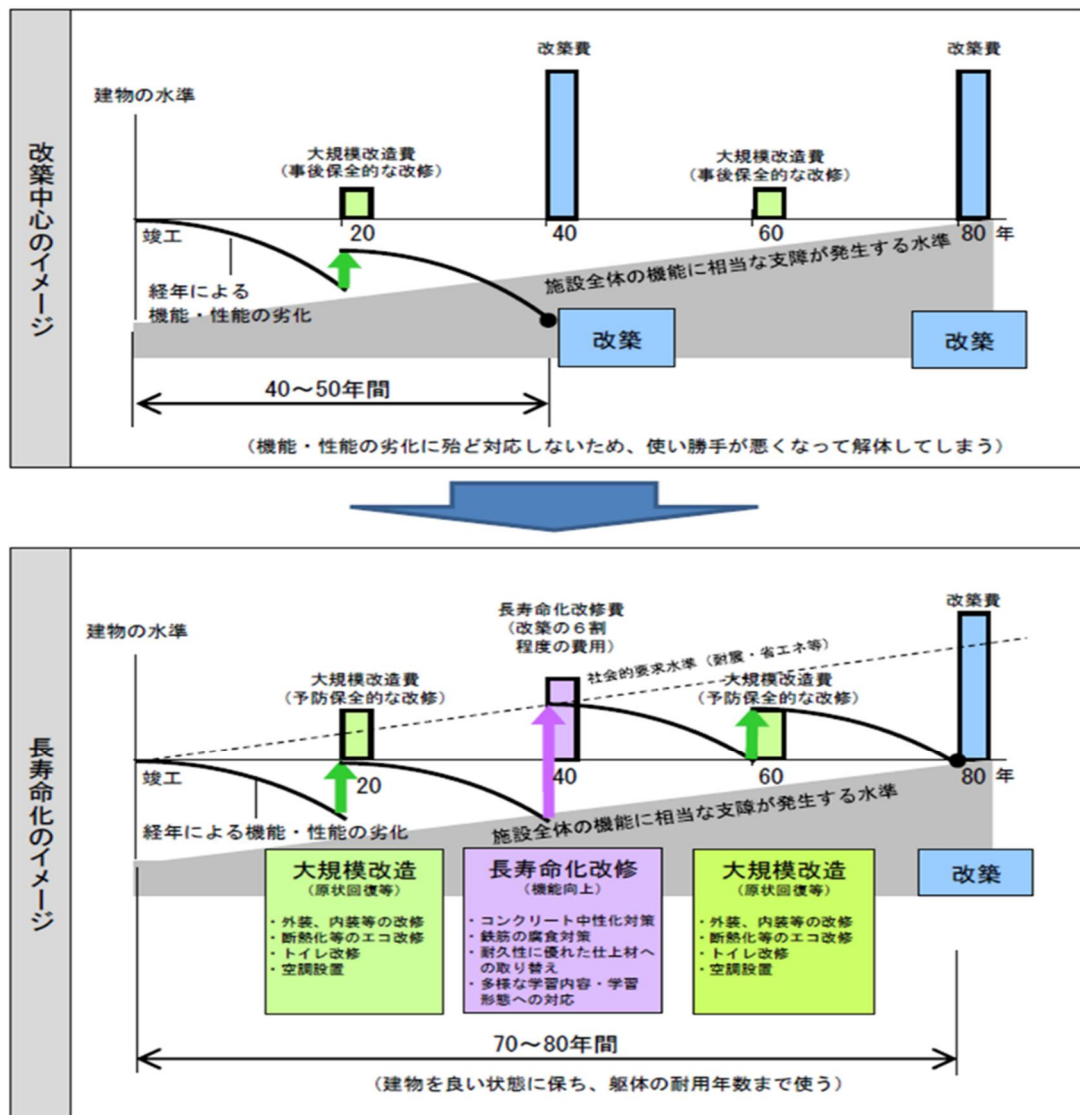 改築中心のイメージ
建物の水準
改築費
改築費
大規模改造費
（事後保全的な改修）
大規模改造費
（事後保全的な改修）
竣工
20
40
60
80 年
経年による
機能・性能の劣化
施設全体の機能に相当な支障が発生する水準
改築
改築
40～50年間
（機能・性能の劣化に殆ど対応しないため、使い勝手が悪くなって解体してしまう）
長寿命化のイメージ
建物の水準
長寿命化改修費
（改築の６割
程度の費用）
改築費
社会的要求水準（耐震・省エネ等）
大規模改造費
（予防保全的な改修）
大規模改造費
（予防保全的な改修）
竣工
20
40
60
80 年
経年による機能・性能の劣化
施設全体の機能に相当な支障が発生する水準
大規模改造
（原状回復等）
・外装、内装等の改修
・断熱化等のエコ改修
・トイレ改修
・空調設置
長寿命化改修
（機能向上）
・コンクリート中性化対策
・鉄筋の腐食対策
・耐久性に優れた仕上材へ
の取り替え
・多様な学習内容・学習
形態への対応
大規模改造
（原状回復等）
・外装、内装等の改修
・断熱化等のエコ改修
・トイレ改修
・空調設置
改築
70～80年間
（建物を良い状態に保ち、躯体の耐用年数まで使う）